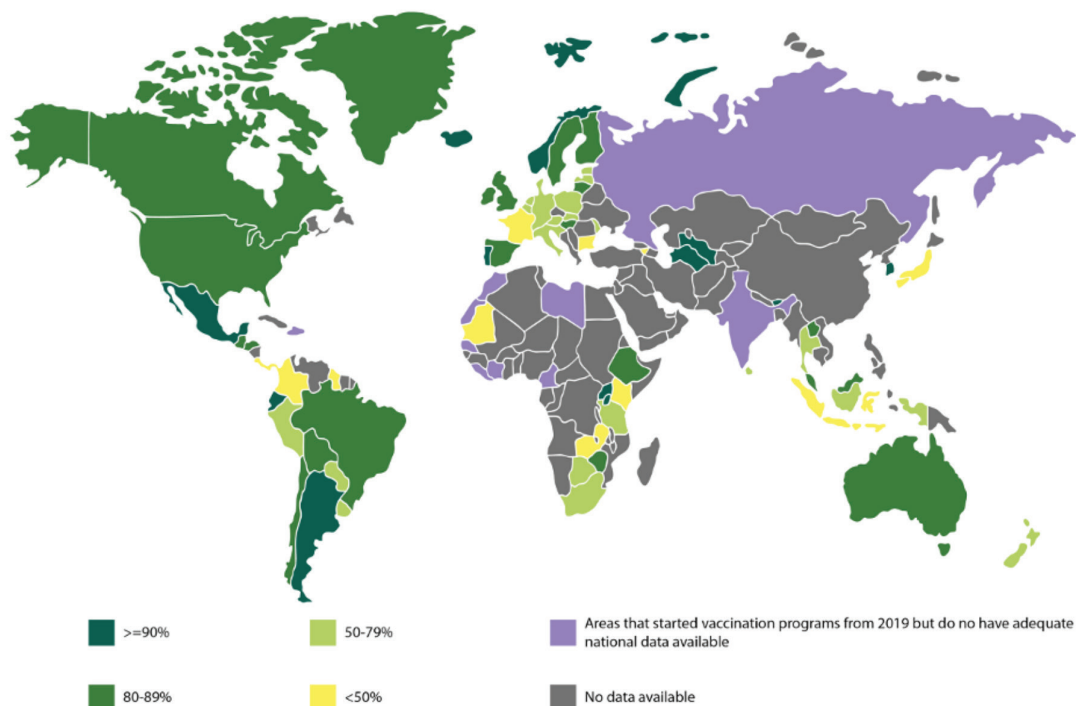 >=90%
50-79%
Areas that started vaccination programs from 2019 but do no have adequate
national data available
80-89%
<50%
No data available